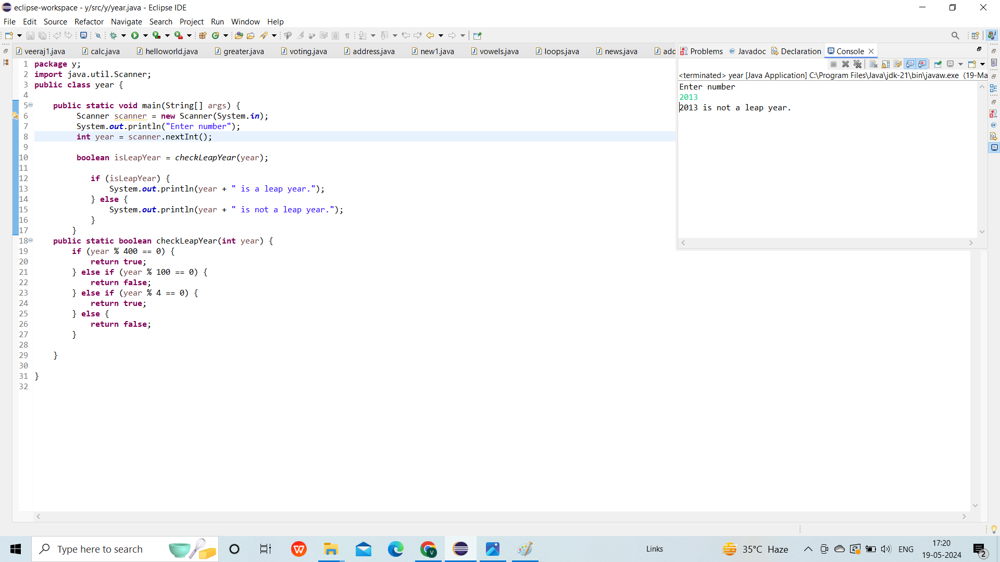 eclipse-workspace - y/src/y/year.java - Eclipse IDE
File Edit Source Refactor Navigate Search Project Run Window Help
veeraj1.java calc.java helloworld.java greater.java voting.java address.java new1.java vowels.java loops.java news.java add
1 package y;
2 import java.util.Scanner;
3 public class year {
4
5 public static void main(String[] args) {
6 Scanner scanner = new Scanner(System.in);
7 System.out.println("Enter number");
8 int year = scanner.nextInt();
9
10 boolean isLeapYear = checkLeapYear(year);
11
12 if (isLeapYear) {
13 System.out.println(year + " is a leap year.");
14 } else {
15 System.out.println(year + " is not a leap year.");
16 }
17 }
18 public static boolean checkLeapYear(int year) {
19 if (year % 400 == 0) {
20 return true;
21 } else if (year % 100 == 0) {
22 return false;
23 } else if (year % 4 == 0) {
24 return true;
25 } else {
26 return false;
27 }
28
29 }
30
31 }
32
Problems @ Javadoc Declaration Console
<terminated> year [Java Application] C:\Program Files\Java\jdk-21\bin\javaw.exe (19-Ma
Enter number
2013
2013 is not a leap year.
Type here to search
Links
35°C Haze
ENG
17:20
19-05-2024
2